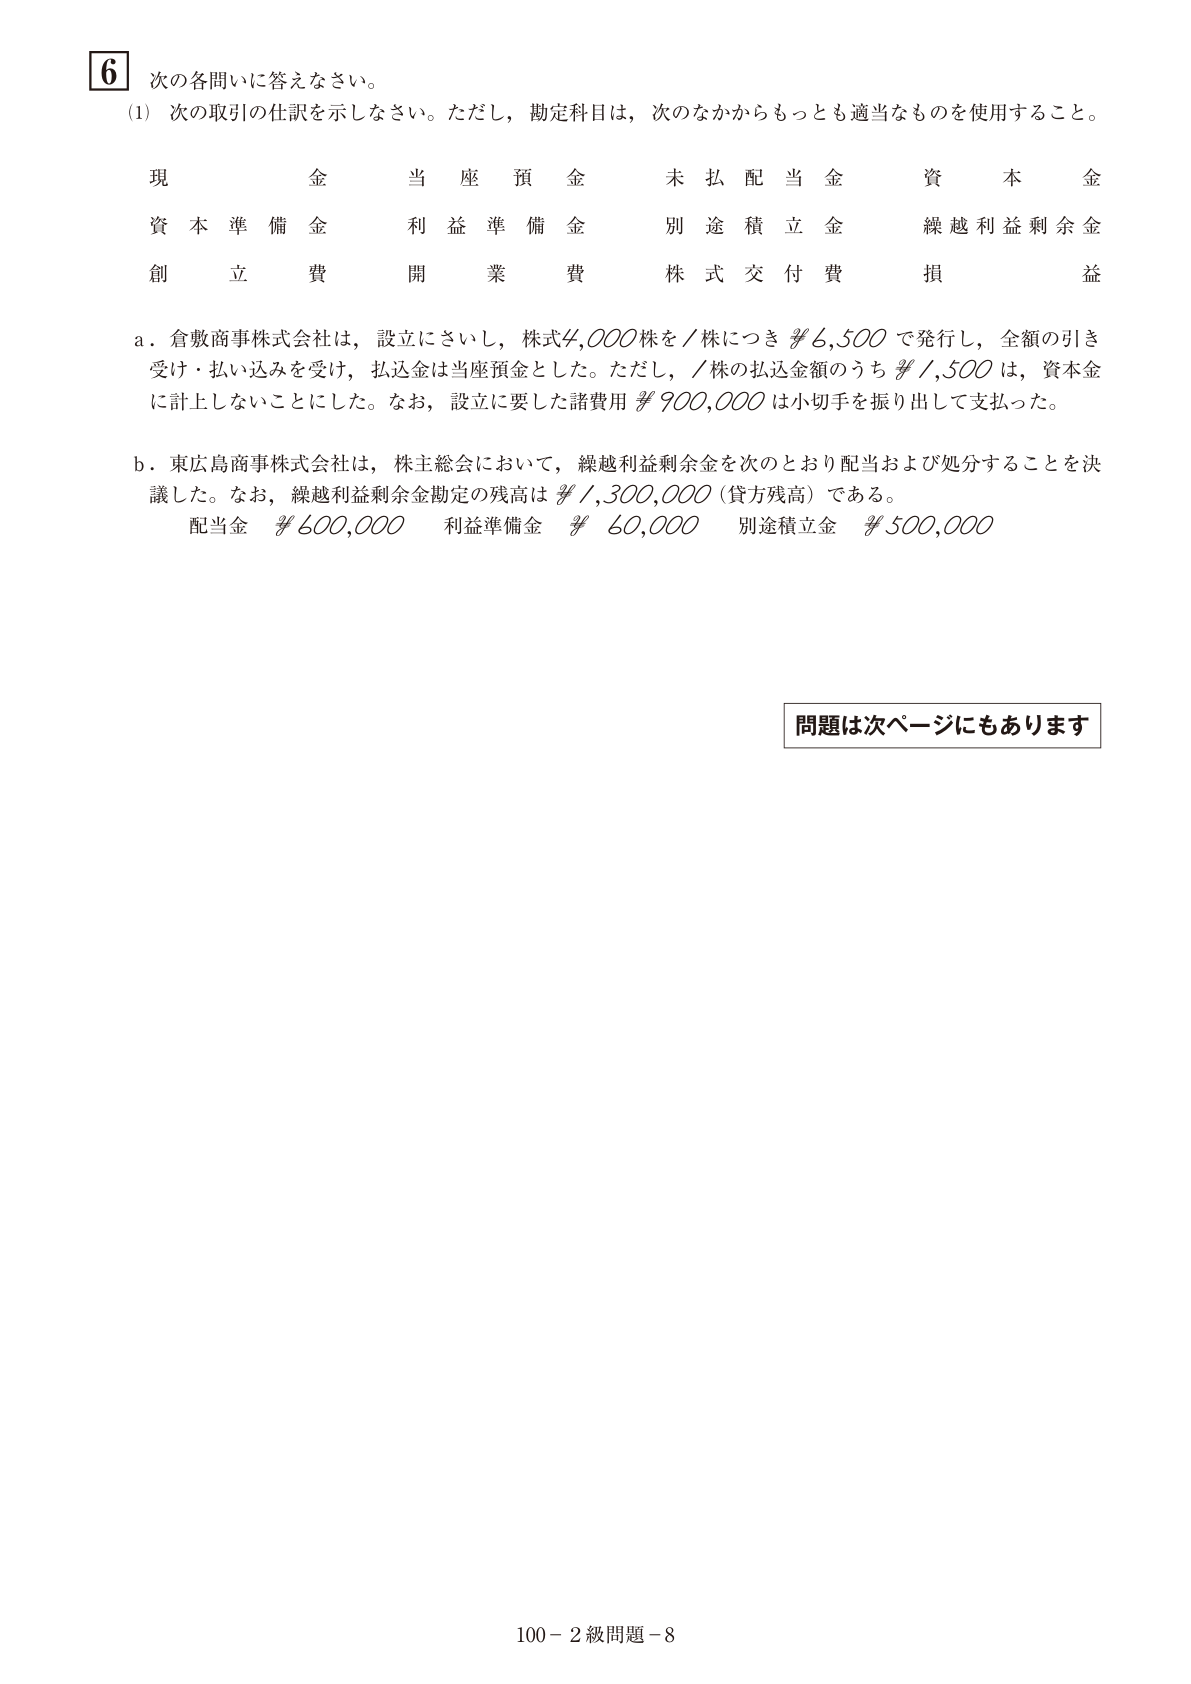 6 次の各問いに答えなさい。
(1) 次の取引の仕訳を示しなさい。ただし，勘定科目は，次のなかからもっとも適当なものを使用すること。
現金 当座預金 未払配当金 資本金
資本準備金 利益準備金 別途積立金 繰越利益剰余金
創立費 開業費 株式交付費 損益
a．倉敷商事株式会社は，設立にさいし，株式4,000株を1株につき ¥6,500 で発行し，全額の引き
受け・払い込みを受け，払込金は当座預金とした。ただし，1株の払込金額のうち ¥1,500 は，資本金
に計上しないことにした。なお，設立に要した諸費用 ¥900,000 は小切手を振り出して支払った。
b．東広島商事株式会社は，株主総会において，繰越利益剰余金を次のとおり配当および処分することを決
議した。なお，繰越利益剰余金勘定の残高は ¥1,300,000（貸方残高）である。
配当金 ¥600,000 利益準備金 ¥ 60,000 別途積立金 ¥500,000
問題は次ページにもあります
100－２級問題－8